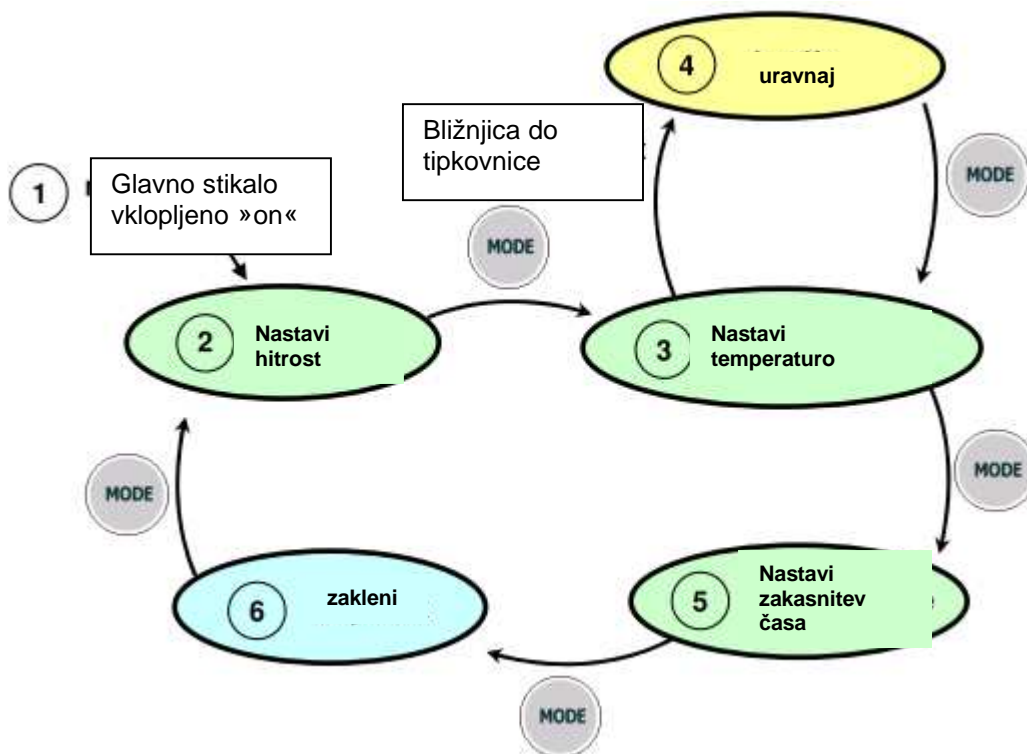 4
uravnaj
Bližnjica do
tipkovnice
MODE
1
Glavno stikalo
vklopljeno »on«
MODE
2
Nastavi
hitrost
3
Nastavi
temperaturo
MODE
MODE
6
zakleni
5
Nastavi
zakasnitev
časa
MODE